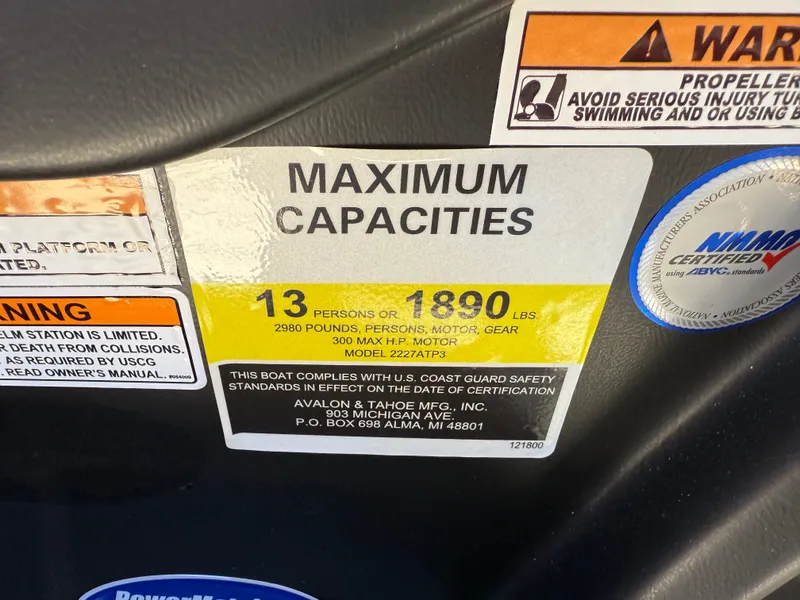 WAR
PROPELLER
AVOID SERIOUS INJURY
SWIMMING AND OR USING
MAXIMUM
CAPACITIES
13 PERSONS OR 1890 LBS.
2980 POUNDS, PERSONS, MOTOR, GEAR
300 MAX H.P. MOTOR
MODEL 2227ATP3
THIS BOAT COMPLIES WITH U.S. COAST GUARD SAFETY
STANDARDS IN EFFECT ON THE DATE OF CERTIFICATION
AVALON & TAHOE MFG., INC.
903 MICHIGAN AVE.
P.O. BOX 698 ALMA, MI 48801
121800
PLATFORM OR
ATED.
NING
ELM STATION IS LIMITED.
R DEATH FROM COLLISIONS.
AS REQUIRED BY USCG
READ OWNER'S MANUAL.
MANUFACTURERS ASSOCIATION
NMMA
CERTIFIED
using ABYC standards